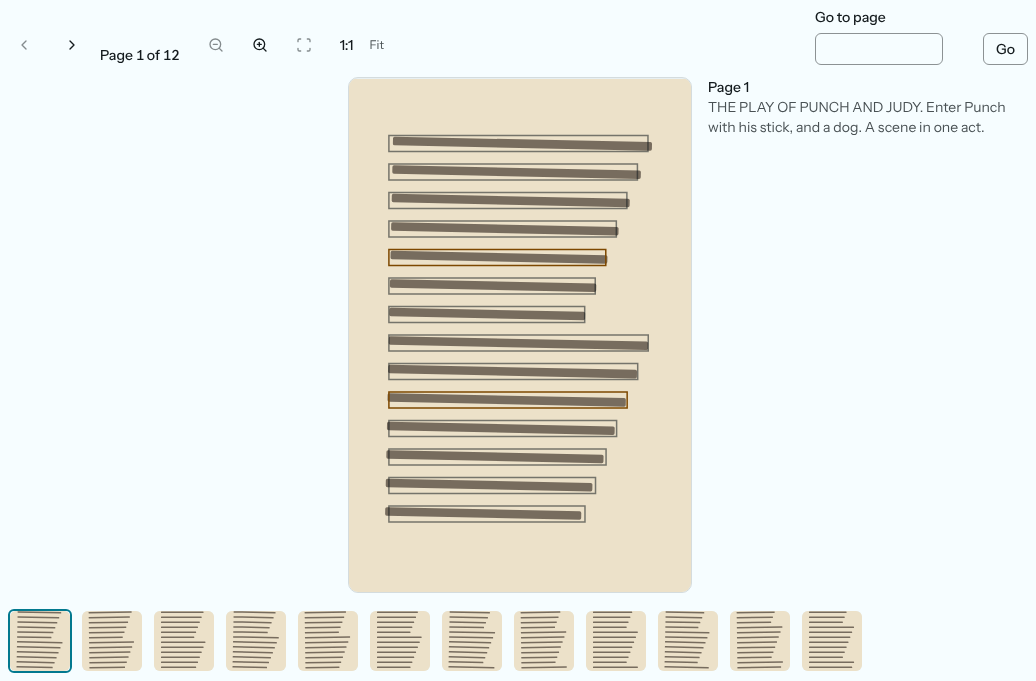 Go to page
Page 1 of 12
1:1
Fit
Go
Page 1
THE PLAY OF PUNCH AND JUDY. Enter Punch
with his stick, and a dog. A scene in one act.